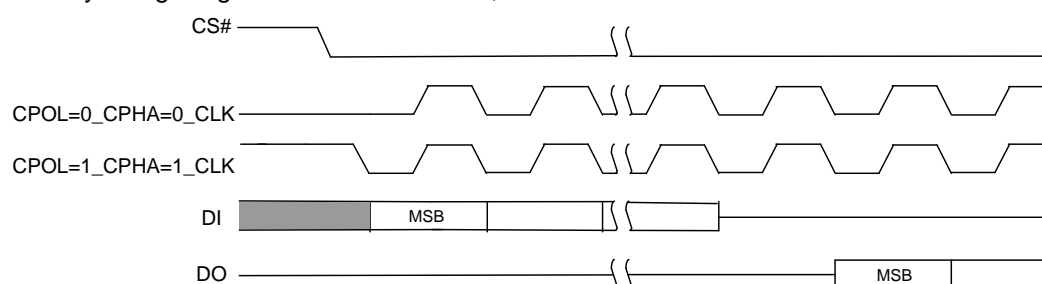 CS#
CPOL=0_CPHA=0_CLK
CPOL=1_CPHA=1_CLK
DI MSB
DO MSB